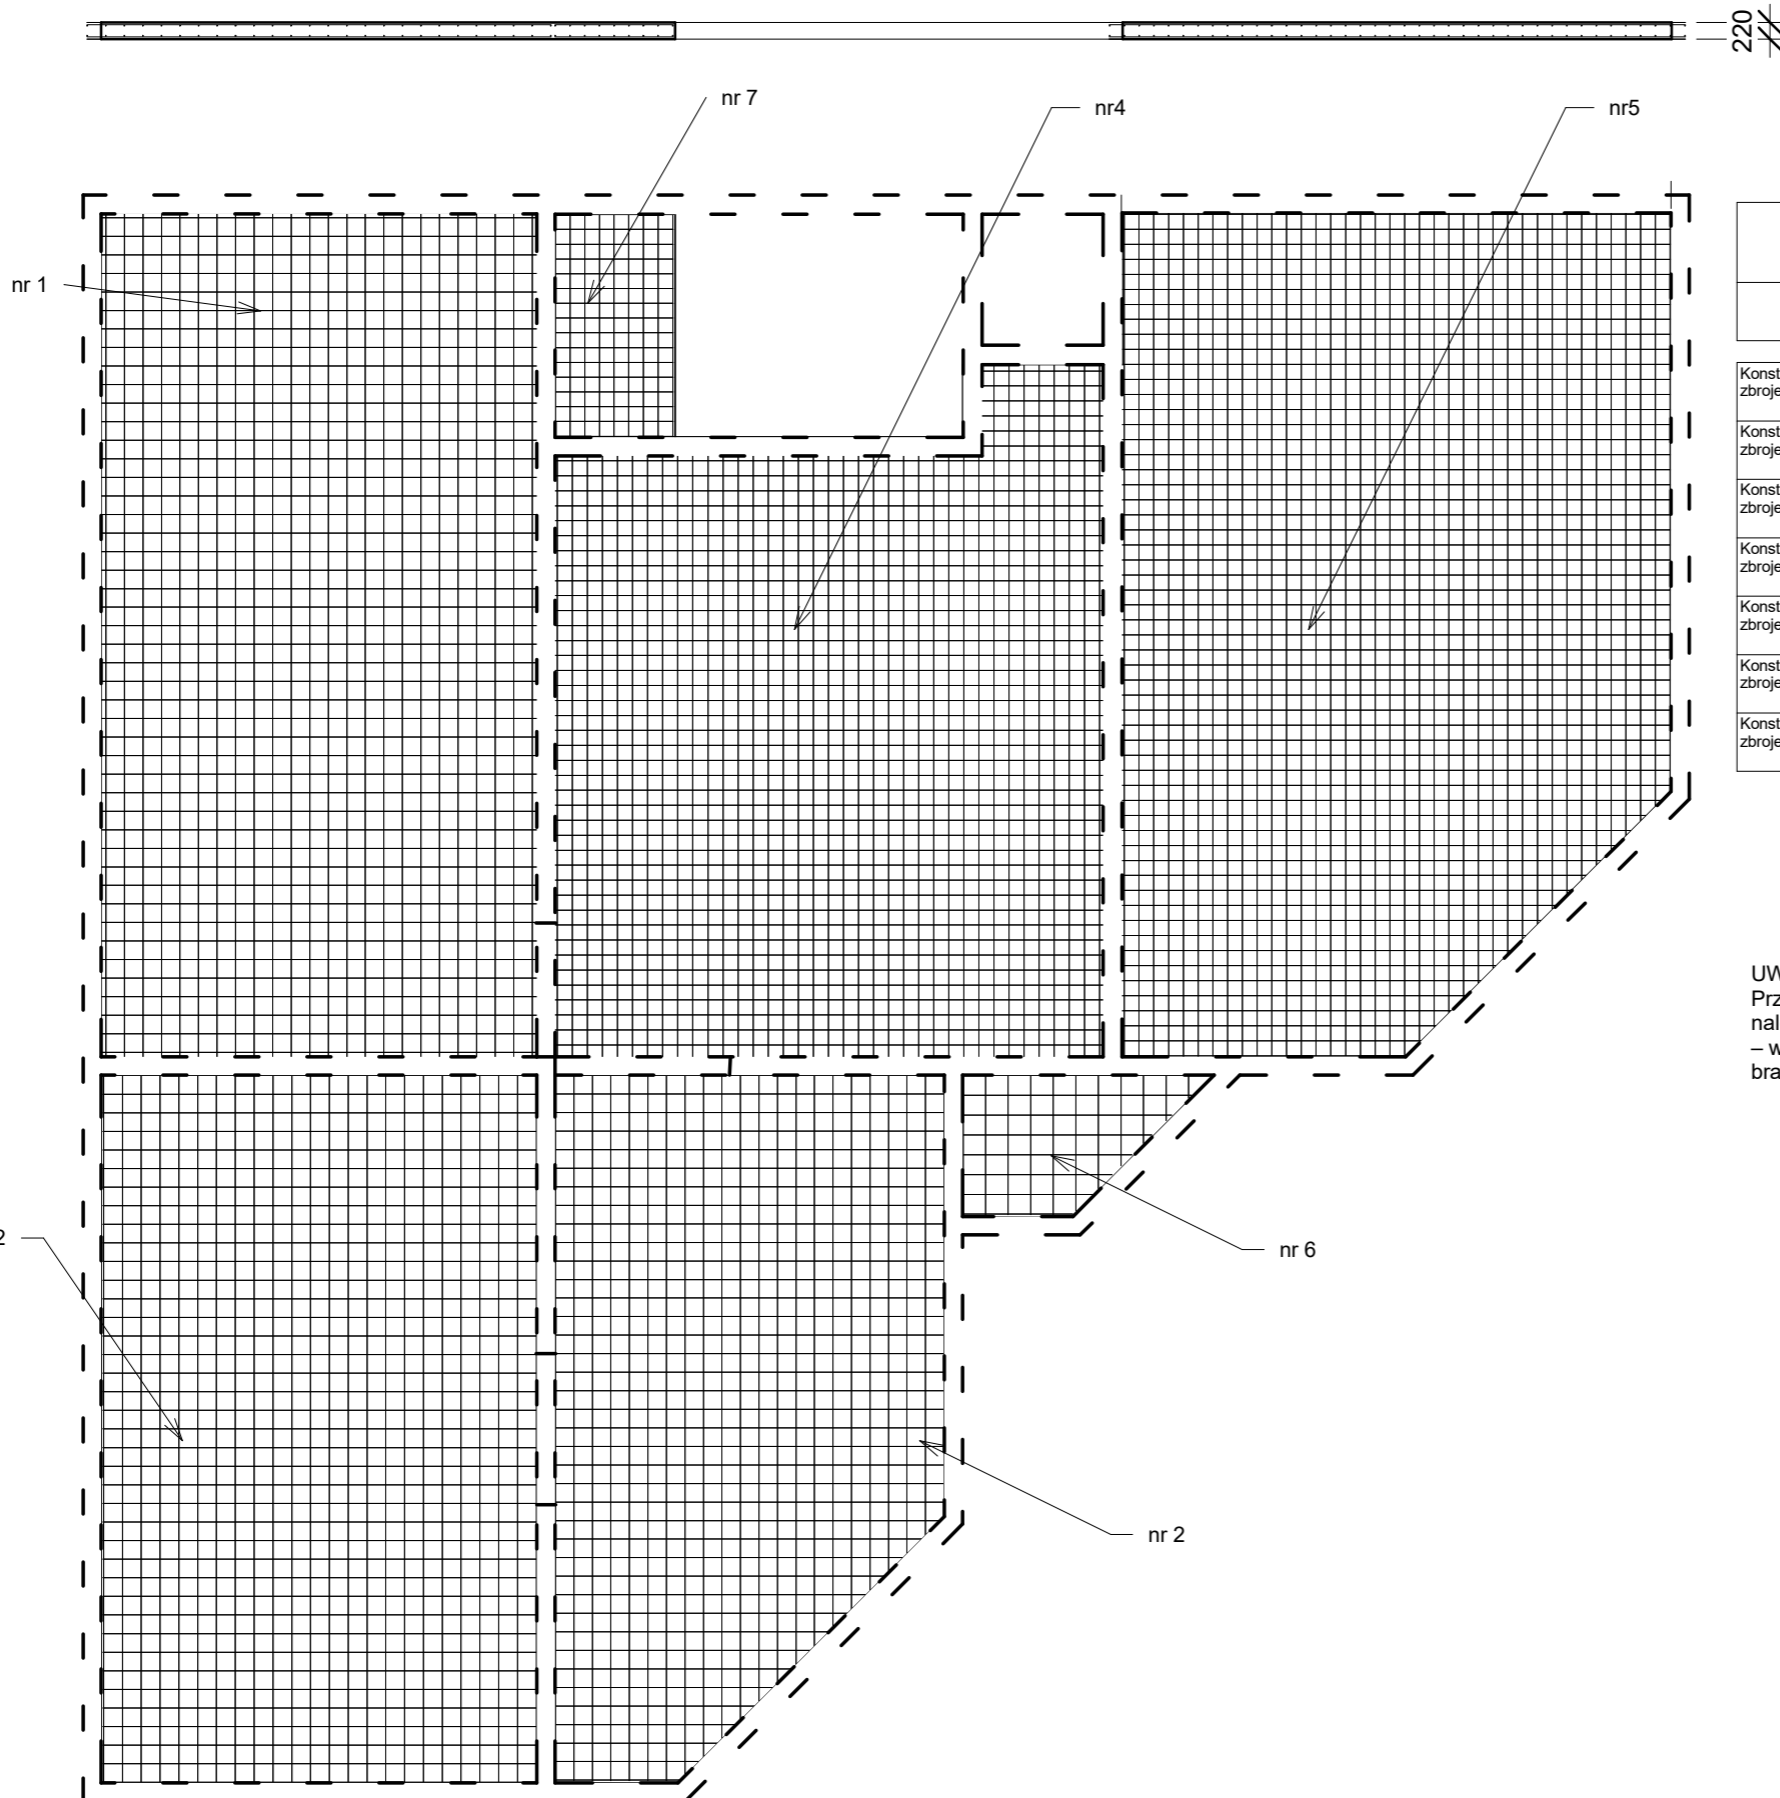 220
nr 7
nr4
nr5
nr 1
Konst
zbroje
Konst
zbroje
Konst
zbroje
Konst
zbroje
Konst
zbroje
Konst
zbroje
Konst
zbroje
UW
Prz
nal
– w
bra
2
nr 6
nr 2